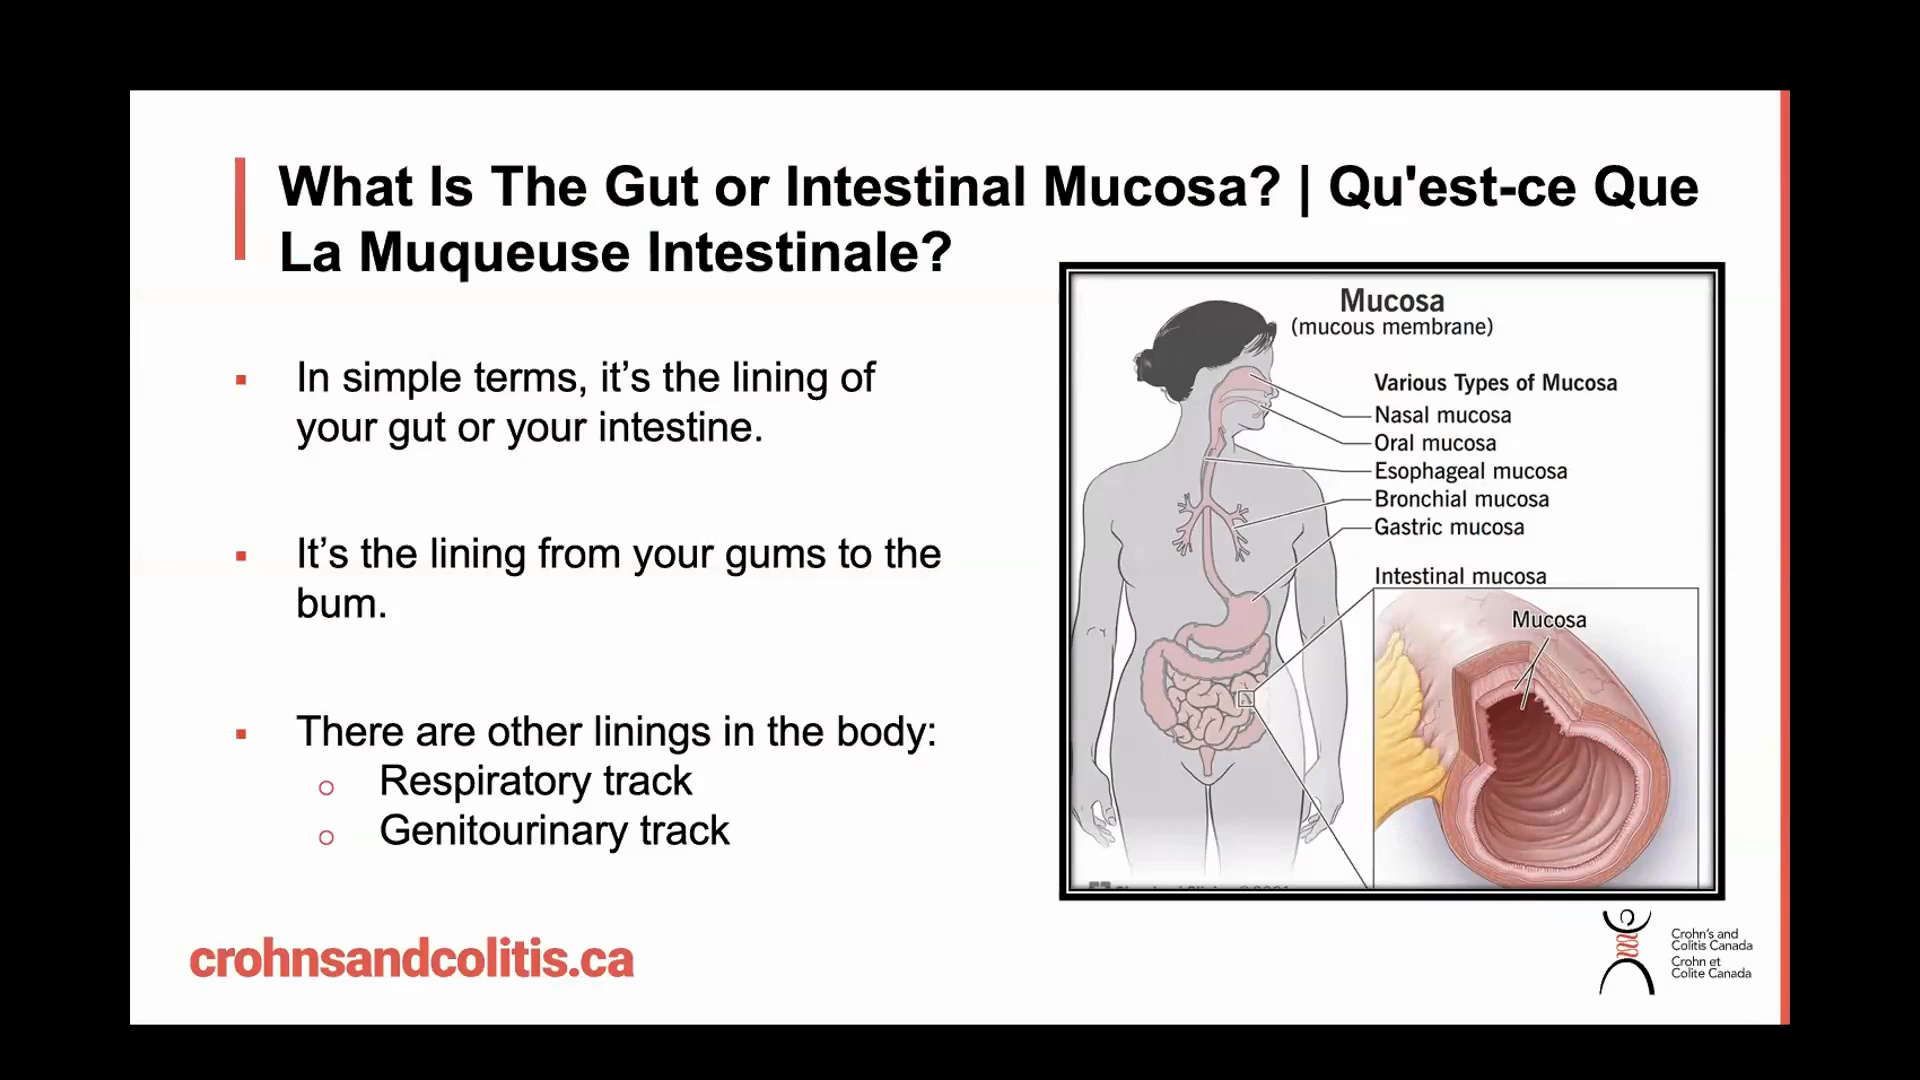 What Is The Gut or Intestinal Mucosa? | Qu'est-ce Que
La Muqueuse Intestinale?
In simple terms, it’s the lining of
your gut or your intestine.
It’s the lining from your gums to the
bum.
There are other linings in the body:
Respiratory track
Genitourinary track
Mucosa
(mucous membrane)
Various Types of Mucosa
Nasal mucosa
Oral mucosa
Esophageal mucosa
Bronchial mucosa
Gastric mucosa
Intestinal mucosa
Mucosa
crohnsandcolitis.ca
Crohn's and
Colitis Canada
Crohn et
Colite Canada